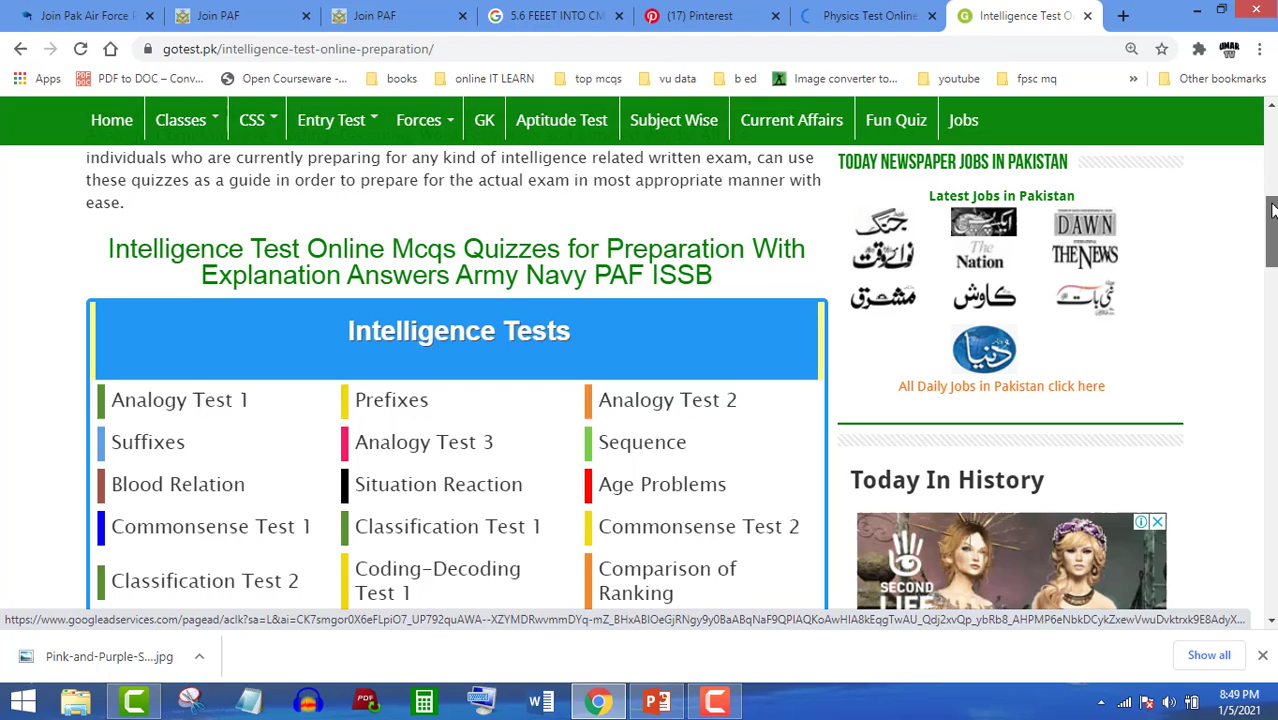 Join Pak Air Force
Join PAF
Join PAF
5.6 FEEET INTO CM
(17) Pinterest
Physics Test Online
Intelligence Test O
gotest.pk/intelligence-test-online-preparation/
Apps
PDF to DOC – Conv...
Open Courseware -...
books
online IT LEARN
top mcqs
vu data
b ed
Image converter to...
youtube
fpsc mq
»
Other bookmarks
Home
Classes
CSS
Entry Test
Forces
GK
Aptitude Test
Subject Wise
Current Affairs
Fun Quiz
Jobs
individuals who are currently preparing for any kind of intelligence related written exam, can use
these quizzes as a guide in order to prepare for the actual exam in most appropriate manner with
ease.
Intelligence Test Online Mcqs Quizzes for Preparation With
Explanation Answers Army Navy PAF ISSB
Intelligence Tests
Analogy Test 1
Prefixes
Analogy Test 2
Suffixes
Analogy Test 3
Sequence
Blood Relation
Situation Reaction
Age Problems
Commonsense Test 1
Classification Test 1
Commonsense Test 2
Classification Test 2
Coding-Decoding
Test 1
Comparison of
Ranking
TODAY NEWSPAPER JOBS IN PAKISTAN
Latest Jobs in Pakistan
جنگ
ایکسپریس
DAWN
نوائے وقت
The
Nation
THE NEWS
مشرق
کاوش
نئی بات
دنیا
All Daily Jobs in Pakistan click here
Today In History
SECOND
LIFE
Pink-and-Purple-S....jpg
Show all
8:49 PM
1/5/2021